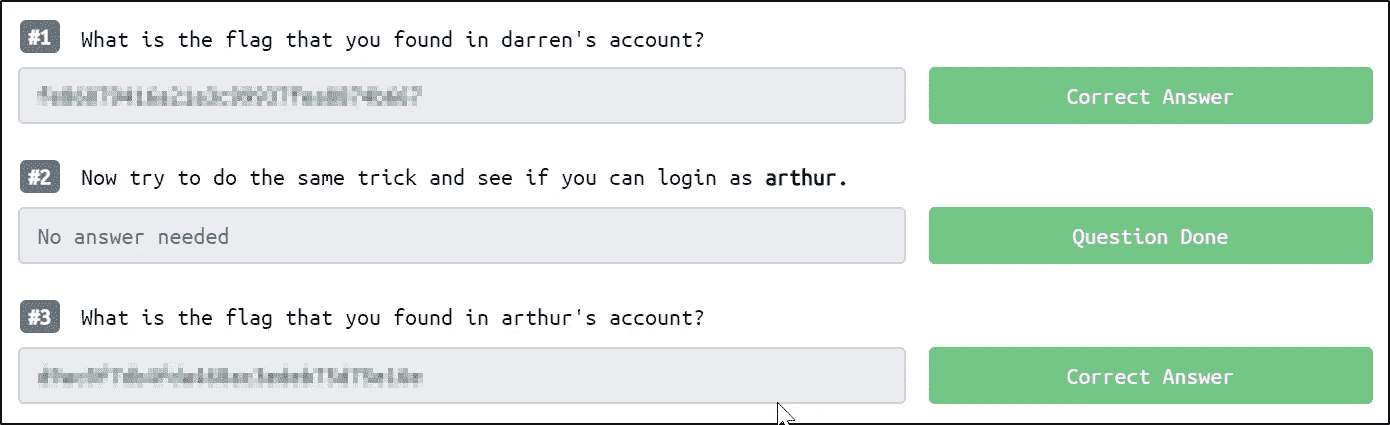 #1 What is the flag that you found in darren's account?
Correct Answer
#2 Now try to do the same trick and see if you can login as arthur.
No answer needed
Question Done
#3 What is the flag that you found in arthur's account?
Correct Answer